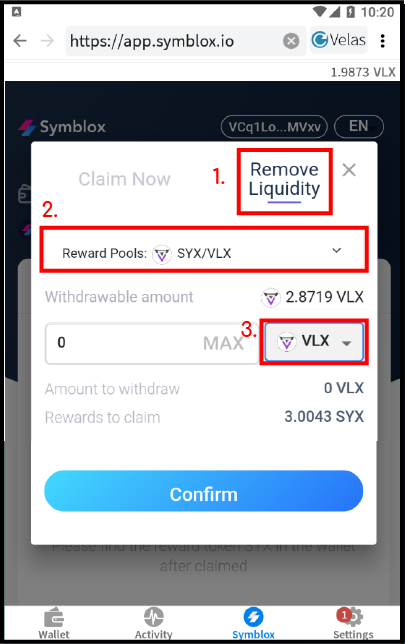 10:20
https://app.symblox.io
Velas
1.9873 VLX
Symblox
VCq1Lo...MVxv)
EN
Claim Now
1.
Remove
Liquidity
2.
Reward Pools: SYX/VLX
Withdrawable amount 2.8719 VLX
3.
0 MAX VLX
Amount to withdraw 0 VLX
Rewards to claim 3.0043 SYX
Confirm
Please find the reward token SYX in the wallet
after claimed
1
Wallet Activity Symblox Settings